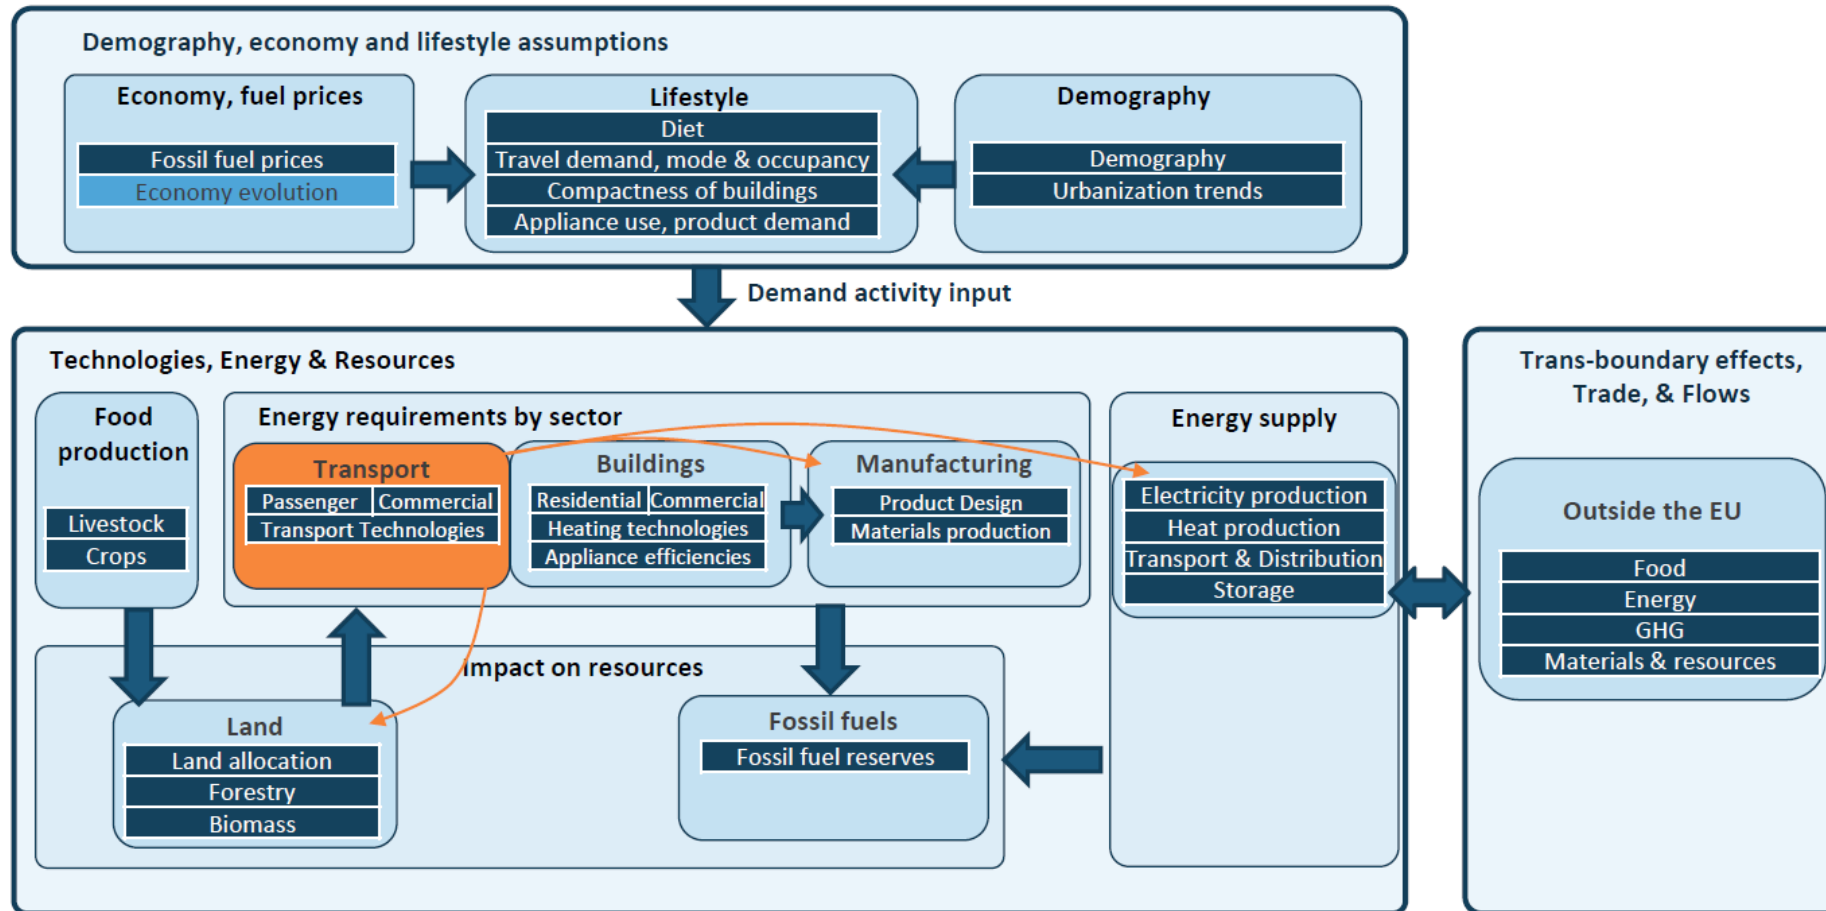 Demography, economy and lifestyle assumptions
Economy, fuel prices
Fossil fuel prices
Economy evolution
Lifestyle
Diet
Travel demand, mode & occupancy
Compactness of buildings
Appliance use, product demand
Demography
Demography
Urbanization trends
Demand activity input
Technologies, Energy & Resources
Food
production
Livestock
Crops
Energy requirements by sector
Transport
Passenger
Commercial
Transport Technologies
Buildings
Residential
Commercial
Heating technologies
Appliance efficiencies
Manufacturing
Product Design
Materials production
Energy supply
Electricity production
Heat production
Transport & Distribution
Storage
Impact on resources
Land
Land allocation
Forestry
Biomass
Fossil fuels
Fossil fuel reserves
Trans-boundary effects,
Trade, & Flows
Outside the EU
Food
Energy
GHG
Materials & resources